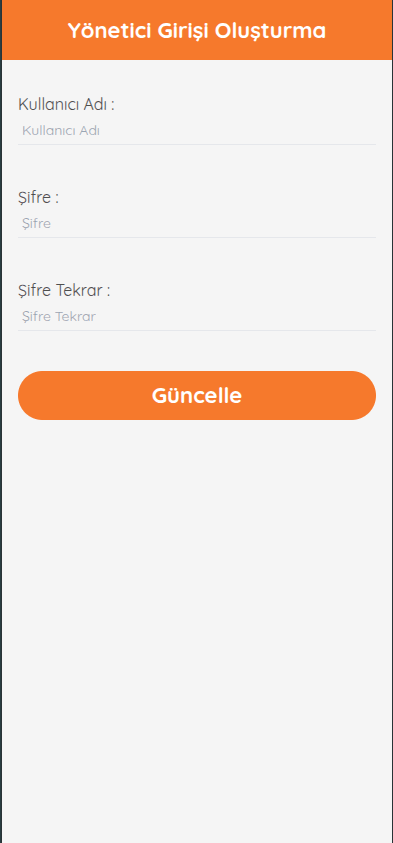 Yönetici Girişi Oluşturma
Kullanıcı Adı :
Kullanıcı Adı
Şifre :
Şifre
Şifre Tekrar :
Şifre Tekrar
Güncelle